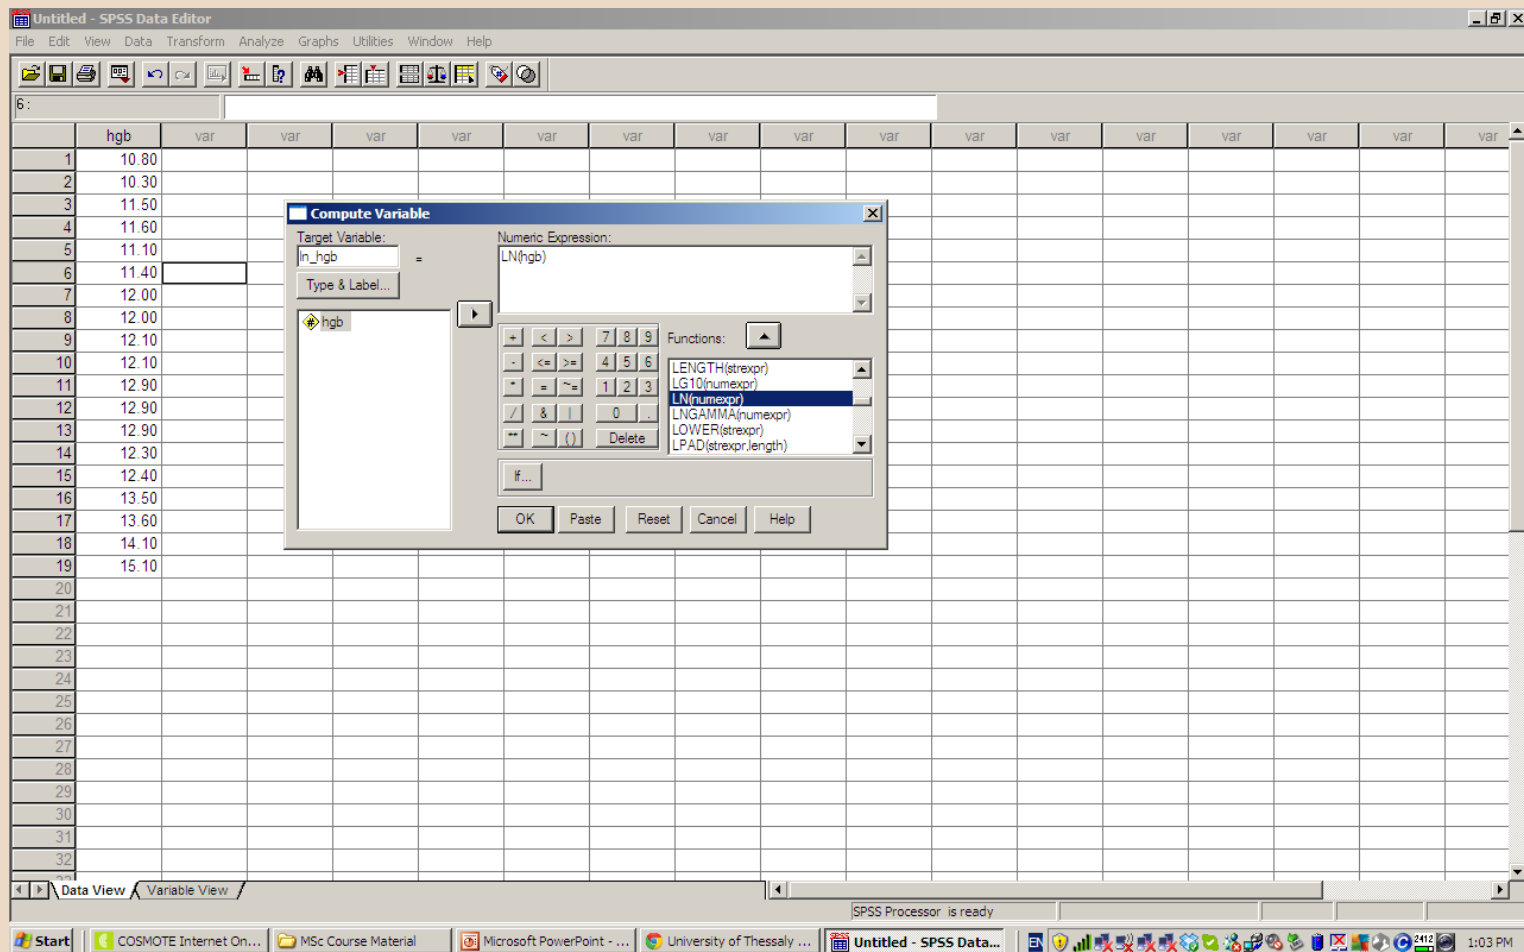 Untitled - SPSS Data Editor
File Edit View Data Transform Analyze Graphs Utilities Window Help
6 :
hgb var var var var var var var var var var var var var var var var
1 10.80
2 10.30
3 11.50
4 11.60
5 11.10
6 11.40
7 12.00
8 12.00
9 12.10
10 12.10
11 12.90
12 12.90
13 12.90
14 12.30
15 12.40
16 13.50
17 13.60
18 14.10
19 15.10
20
21
22
23
24
25
26
27
28
29
30
31
32
Compute Variable
Target Variable:
ln_hgb
=
Type & Label...
hgb
Numeric Expression:
LN(hgb)
+ < > 7 8 9
- <= >= 4 5 6
* = ~= 1 2 3
/ & | 0 .
** ~ ( ) Delete
Functions:
LENGTH(strexpr)
LG10(numexpr)
LN(numexpr)
LNGAMMA(numexpr)
LOWER(strexpr)
LPAD(strexpr,length)
If...
OK Paste Reset Cancel Help
Data View Variable View
SPSS Processor is ready
Start COSMOTE Internet On... MSc Course Material Microsoft PowerPoint - ... University of Thessaly ... Untitled - SPSS Data... EN 2412 1:03 PM